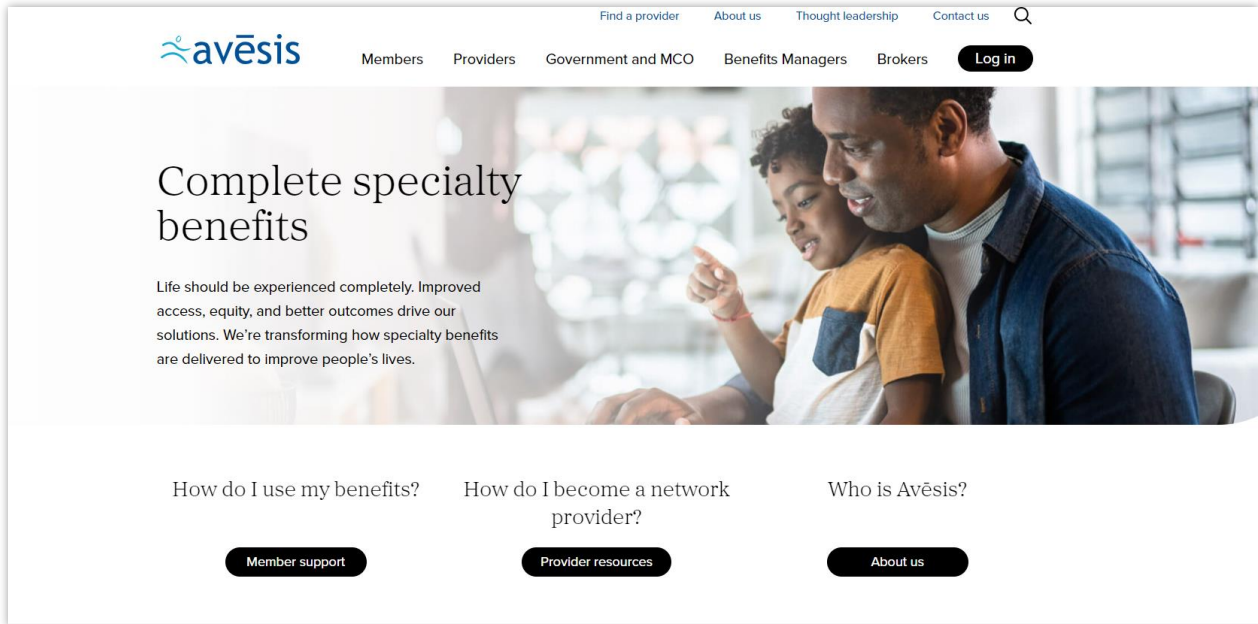 Find a provider About us Thought leadership Contact us
avēsis Members Providers Government and MCO Benefits Managers Brokers Log in
Complete specialty
benefits
Life should be experienced completely. Improved
access, equity, and better outcomes drive our
solutions. We’re transforming how specialty benefits
are delivered to improve people’s lives.
How do I use my benefits?
Member support
How do I become a network
provider?
Provider resources
Who is Avēsis?
About us